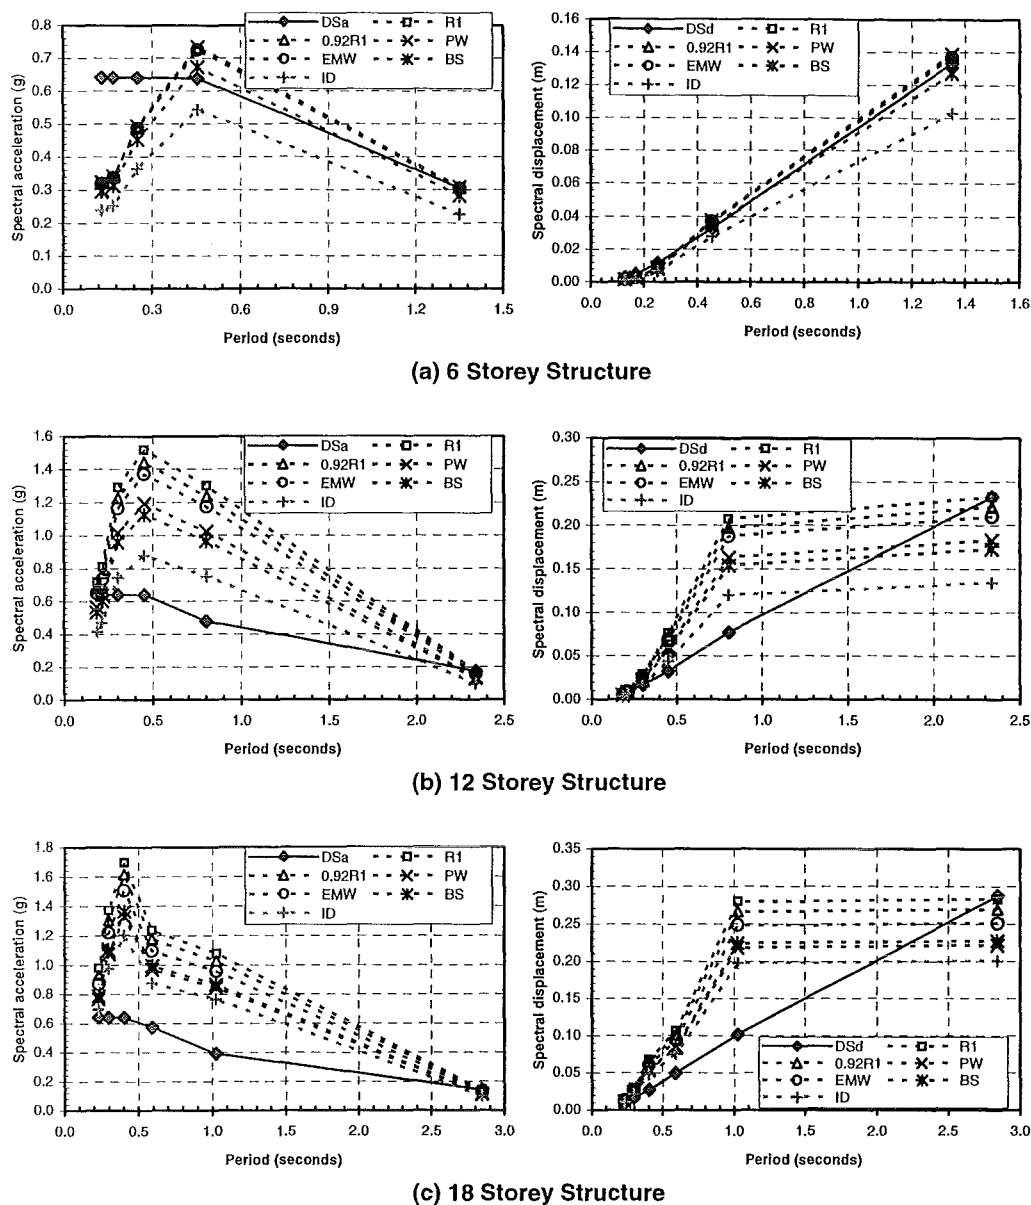 DSa
R1
0.92R1
PW
EMW
BS
ID
Spectral acceleration (g)
0.8
0.7
0.6
0.5
0.4
0.3
0.2
0.1
0.0
0.0 0.3 0.6 0.9 1.2 1.5
Period (seconds)
DSd
R1
0.92R1
PW
EMW
BS
ID
Spectral displacement (m)
0.16
0.14
0.12
0.10
0.08
0.06
0.04
0.02
0.00
0.0 0.2 0.4 0.6 0.8 1.0 1.2 1.4 1.6
Period (seconds)
(a) 6 Storey Structure
DSa
R1
0.92R1
PW
EMW
BS
ID
Spectral acceleration (g)
1.6
1.4
1.2
1.0
0.8
0.6
0.4
0.2
0.0
0.0 0.5 1.0 1.5 2.0 2.5
Period (seconds)
DSd
R1
0.92R1
PW
EMW
BS
ID
Spectral displacement (m)
0.30
0.25
0.20
0.15
0.10
0.05
0.00
0.0 0.5 1.0 1.5 2.0 2.5
Period (seconds)
(b) 12 Storey Structure
DSa
R1
0.92R1
PW
EMW
BS
ID
Spectral acceleration (g)
1.8
1.6
1.4
1.2
1.0
0.8
0.6
0.4
0.2
0.0
0.0 0.5 1.0 1.5 2.0 2.5 3.0
Period (seconds)
DSd
R1
0.92R1
PW
EMW
BS
ID
Spectral displacement (m)
0.35
0.30
0.25
0.20
0.15
0.10
0.05
0.00
0.0 0.5 1.0 1.5 2.0 2.5 3.0
Period (seconds)
(c) 18 Storey Structure